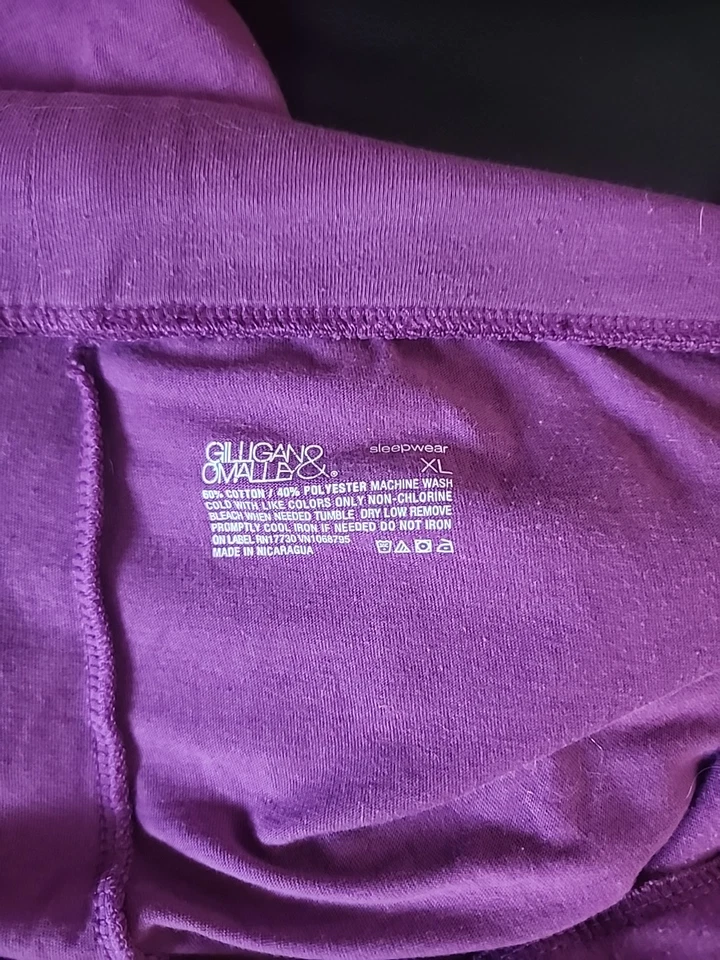 GILLIGAN &
O'MALLEY®
sleepwear
XL
60% COTTON / 40% POLYESTER MACHINE WASH
COLD WITH LIKE COLORS ONLY NON-CHLORINE
BLEACH WHEN NEEDED TUMBLE DRY LOW REMOVE
PROMPTLY COOL IRON IF NEEDED DO NOT IRON
ON LABEL RN17730 VN1068795
MADE IN NICARAGUA